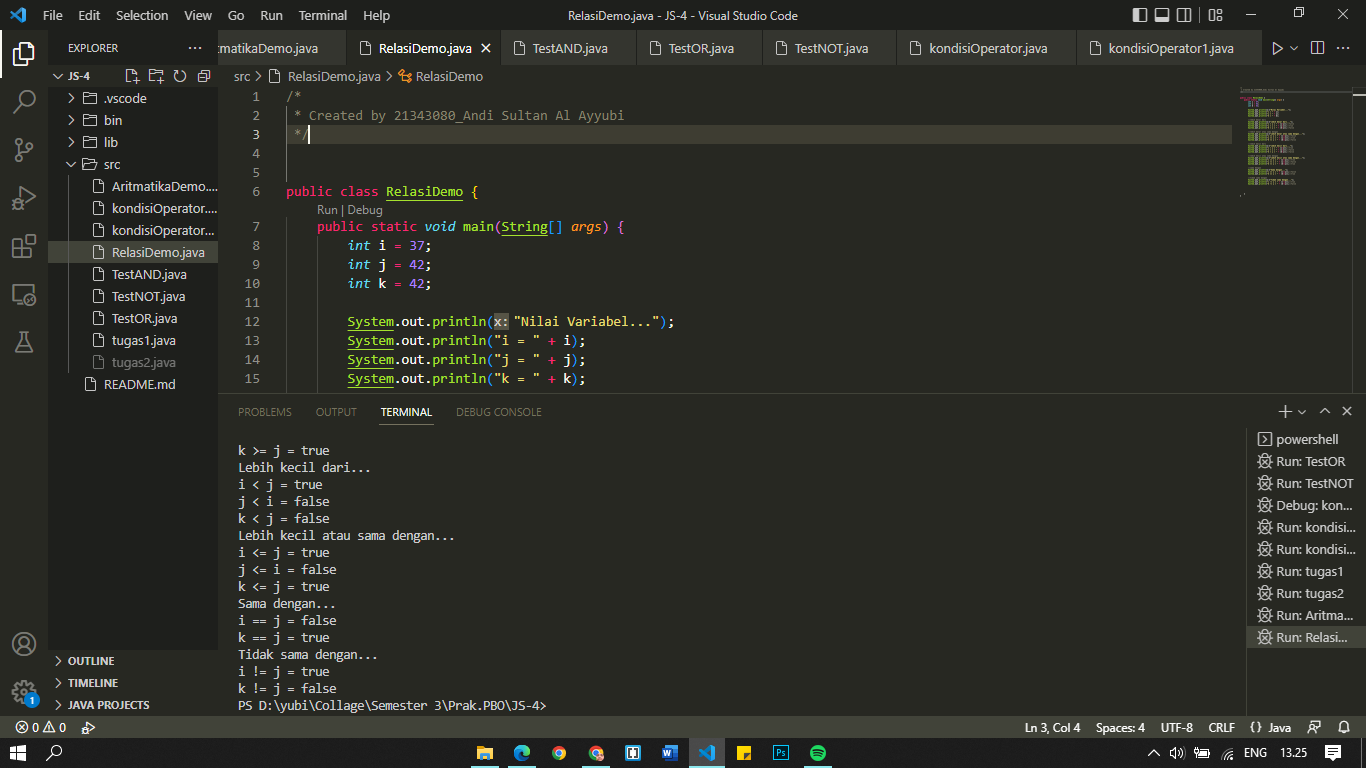 File Edit Selection View Go Run Terminal Help RelasiDemo.java - JS-4 - Visual Studio Code
EXPLORER
tmatikaDemo.java RelasiDemo.java TestAND.java TestOR.java TestNOT.java kondisiOperator.java kondisiOperator1.java
JS-4
src > RelasiDemo.java > RelasiDemo
.vscode
bin
lib
src
AritmatikaDemo....
kondisiOperator....
kondisiOperator...
RelasiDemo.java
TestAND.java
TestNOT.java
TestOR.java
tugas1.java
tugas2.java
README.md
OUTLINE
TIMELINE
JAVA PROJECTS
1 /*
2 * Created by 21343080_Andi Sultan Al Ayyubi
3 */
4
5
6 public class RelasiDemo {
Run | Debug
7 public static void main(String[] args) {
8 int i = 37;
9 int j = 42;
10 int k = 42;
11
12 System.out.println(x: "Nilai Variabel...");
13 System.out.println("i = " + i);
14 System.out.println("j = " + j);
15 System.out.println("k = " + k);
PROBLEMS OUTPUT TERMINAL DEBUG CONSOLE
k >= j = true
Lebih kecil dari...
i < j = true
j < i = false
k < j = false
Lebih kecil atau sama dengan...
i <= j = true
j <= i = false
k <= j = true
Sama dengan...
i == j = false
k == j = true
Tidak sama dengan...
i != j = true
k != j = false
PS D:\yubi\Collage\Semester 3\Prak.PBO\JS-4>
powershell
Run: TestOR
Run: TestNOT
Debug: kon...
Run: kondisi...
Run: kondisi...
Run: tugas1
Run: tugas2
Run: Aritma...
Run: Relasi...
1
0 0 Ln 3, Col 4 Spaces: 4 UTF-8 CRLF {} Java
W Ps ENG 13.25